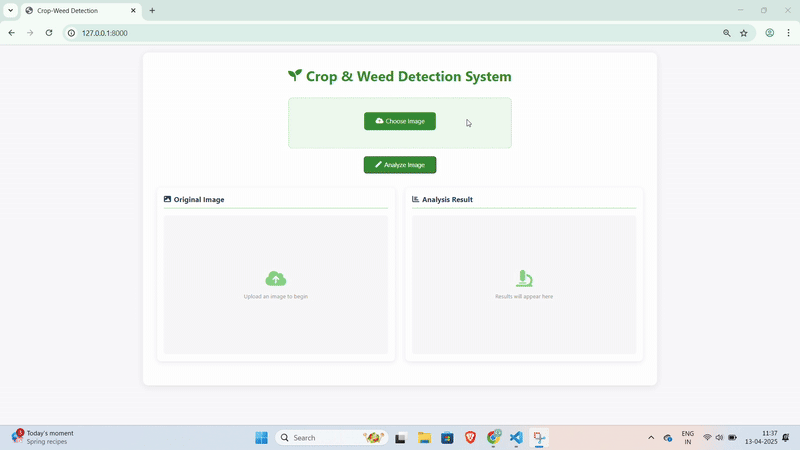 Crop-Weed Detection
127.0.0.1:8000
Crop & Weed Detection System
Choose Image
Analyze Image
Original Image
Analysis Result
Upload an image to begin
Results will appear here
3
Today's moment
Spring recipes
Search
ENG
IN
11:37
13-04-2025